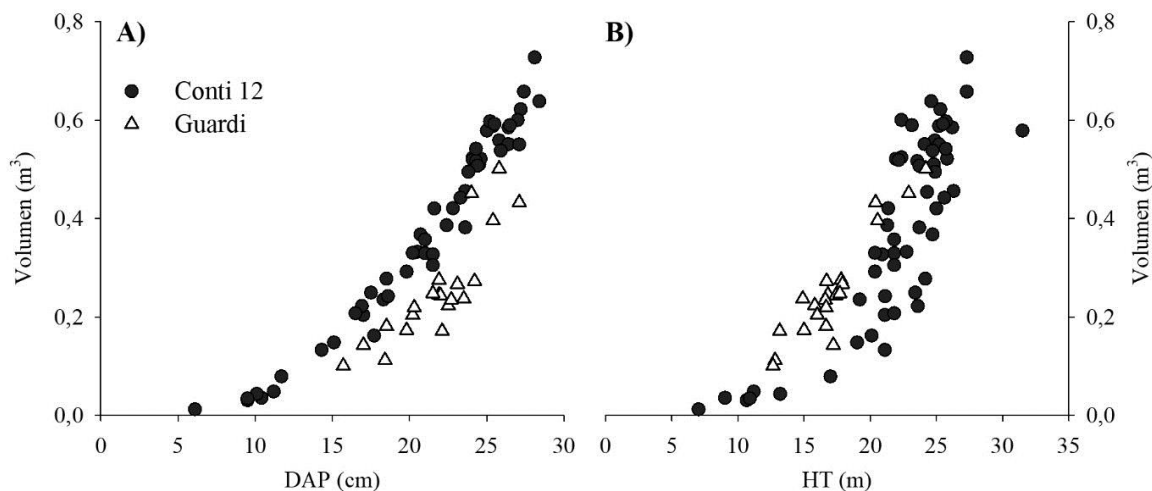 A)
Conti 12
Guardi
Volumen (m³)
0,8
0,6
0,4
0,2
0,0
0 5 10 15 20 25 30
DAP (cm)
B)
0 5 10 15 20 25 30 35
HT (m)
0,8
0,6
0,4
0,2
0,0
Volumen (m³)